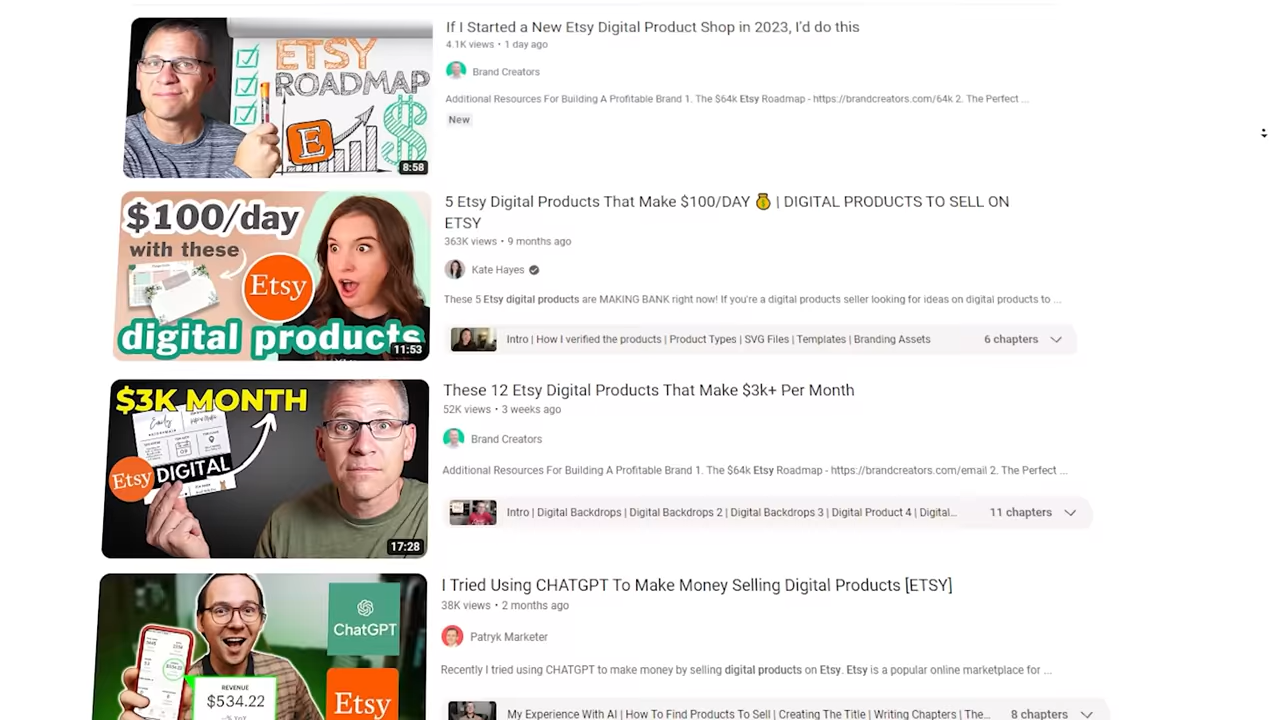 ETSY
ROADMAP
E
$
8:58
If I Started a New Etsy Digital Product Shop in 2023, I'd do this
4.1K views • 1 day ago
Brand Creators
Additional Resources For Building A Profitable Brand 1. The $64k Etsy Roadmap - https://brandcreators.com/64k 2. The Perfect ...
New
$100/day
with these
Etsy
digital products
11:53
5 Etsy Digital Products That Make $100/DAY 💰 | DIGITAL PRODUCTS TO SELL ON
ETSY
363K views • 9 months ago
Kate Hayes
These 5 Etsy digital products are MAKING BANK right now! If you're a digital products seller looking for ideas on digital products to ...
Intro | How I verified the products | Product Types | SVG Files | Templates | Branding Assets
6 chapters
$3K MONTH
Emily
Etsy
DIGITAL
17:28
These 12 Etsy Digital Products That Make $3k+ Per Month
52K views • 3 weeks ago
Brand Creators
Additional Resources For Building A Profitable Brand 1. The $64k Etsy Roadmap - https://brandcreators.com/email 2. The Perfect ...
Intro | Digital Backdrops | Digital Backdrops 2 | Digital Backdrops 3 | Digital Product 4 | Digital...
11 chapters
ChatGPT
REVENUE
$534.22
Etsy
I Tried Using CHATGPT To Make Money Selling Digital Products [ETSY]
38K views • 2 months ago
Patryk Marketer
Recently I tried using CHATGPT to make money by selling digital products on Etsy. Etsy is a popular online marketplace for ...
My Experience With AI | How To Find Products To Sell | Creating The Title | Writing Chapters | The...
8 chapters